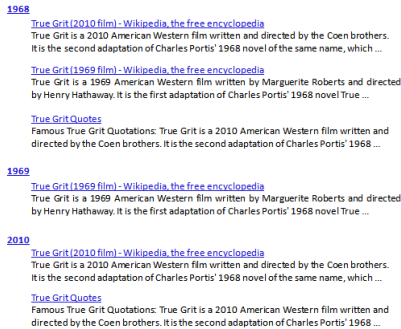 1968
True Grit (2010 film) - Wikipedia, the free encyclopedia
True Grit is a 2010 American Western film written and directed by the Coen brothers.
It is the second adaptation of Charles Portis' 1968 novel of the same name, which ...
True Grit (1969 film) - Wikipedia, the free encyclopedia
True Grit is a 1969 American Western film written by Marguerite Roberts and directed
by Henry Hathaway. It is the first adaptation of Charles Portis' 1968 novel True ...
True Grit Quotes
Famous True Grit Quotations: True Grit is a 2010 American Western film written and
directed by the Coen brothers. It is the second adaptation of Charles Portis' 1968 ...
1969
True Grit (1969 film) - Wikipedia, the free encyclopedia
True Grit is a 1969 American Western film written by Marguerite Roberts and directed
by Henry Hathaway. It is the first adaptation of Charles Portis' 1968 novel True ...
2010
True Grit (2010 film) - Wikipedia, the free encyclopedia
True Grit is a 2010 American Western film written and directed by the Coen brothers.
It is the second adaptation of Charles Portis' 1968 novel of the same name, which ...
True Grit Quotes
Famous True Grit Quotations: True Grit is a 2010 American Western film written and
directed by the Coen brothers. It is the second adaptation of Charles Portis' 1968 ...